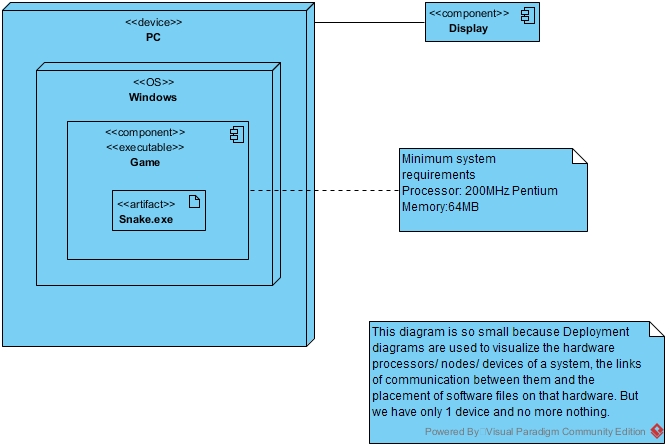 <<device>>
PC
<<component>>
Display
<<OS>>
Windows
<<component>>
<<executable>>
Game
<<artifact>>
Snake.exe
Minimum system
requirements
Processor: 200MHz Pentium
Memory:64MB
This diagram is so small because Deployment
diagrams are used to visualize the hardware
processors/ nodes/ devices of a system, the links
of communication between them and the
placement of software files on that hardware. But
we have only 1 device and no more nothing.
Powered By Visual Paradigm Community Edition